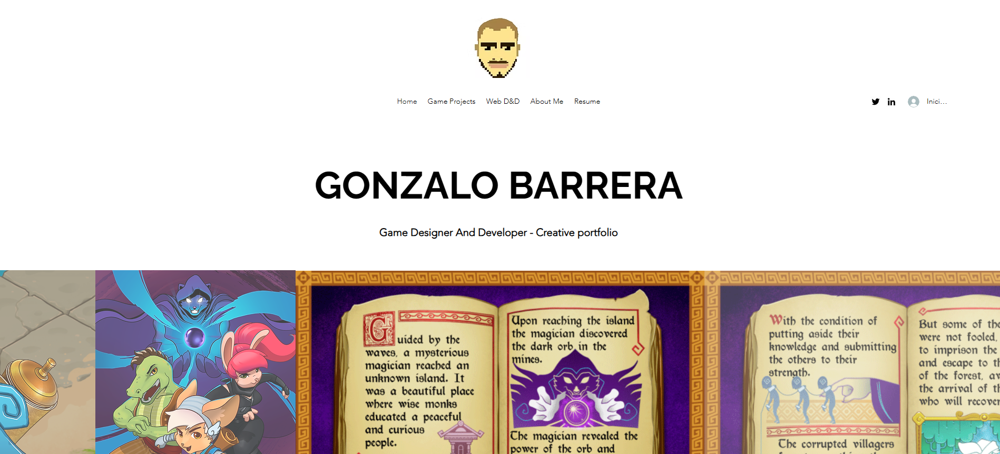 Home Game Projects Web D&D About Me Resume
Inici...
GONZALO BARRERA
Game Designer And Developer - Creative portfolio
Guided by the
waves, a mysterious
magician reached an
unknown island. It
was a beautiful place
where wise monks
educated a peaceful
and curious
people.
Upon reaching the island
the magician discovered
the dark orb in the
mines.
The magician revealed the
power of the orb and
With the condition of
putting aside their
knowledge and submitting
the others to their
strength.
The corrupted villagers
But some of the
were not fooled,
to imprison the
and escape to
of the forest,
the arrival of
who will recover